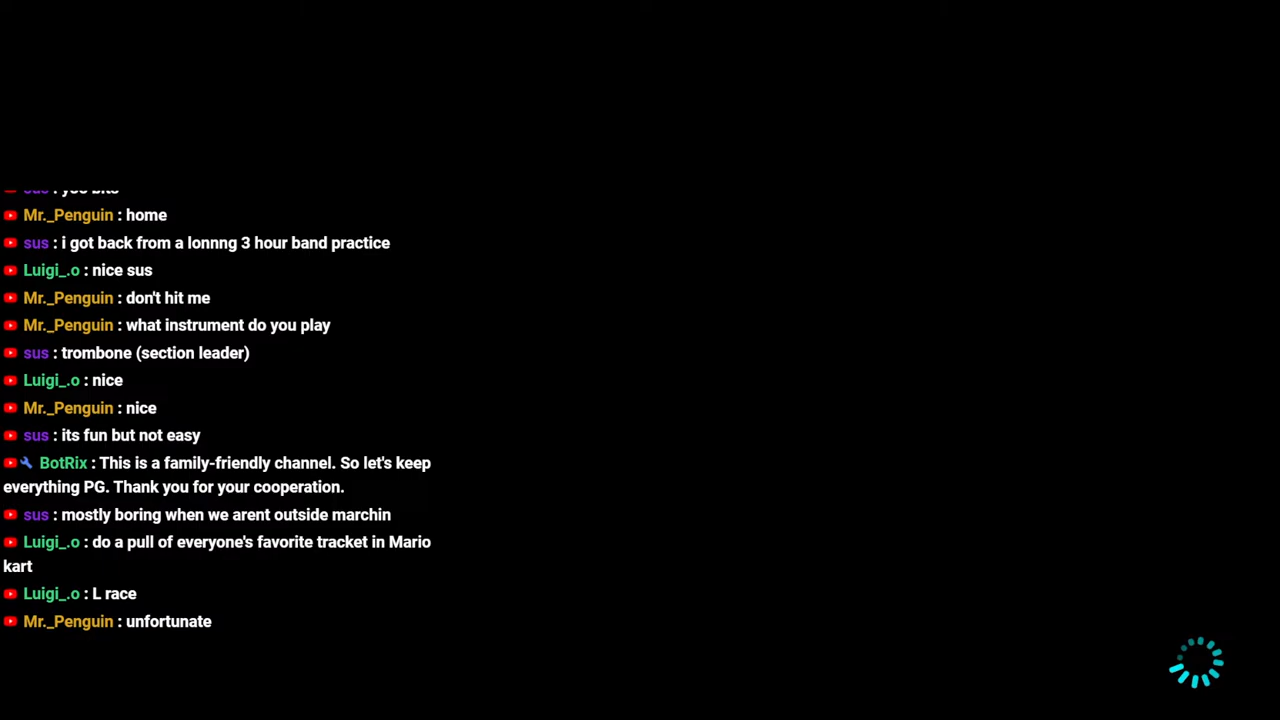 sus : yoo bits
Mr._Penguin : home
sus : i got back from a lonnng 3 hour band practice
Luigi_.o : nice sus
Mr._Penguin : don't hit me
Mr._Penguin : what instrument do you play
sus : trombone (section leader)
Luigi_.o : nice
Mr._Penguin : nice
sus : its fun but not easy
BotRix : This is a family-friendly channel. So let's keep
everything PG. Thank you for your cooperation.
sus : mostly boring when we arent outside marchin
Luigi_.o : do a pull of everyone's favorite tracket in Mario
kart
Luigi_.o : L race
Mr._Penguin : unfortunate